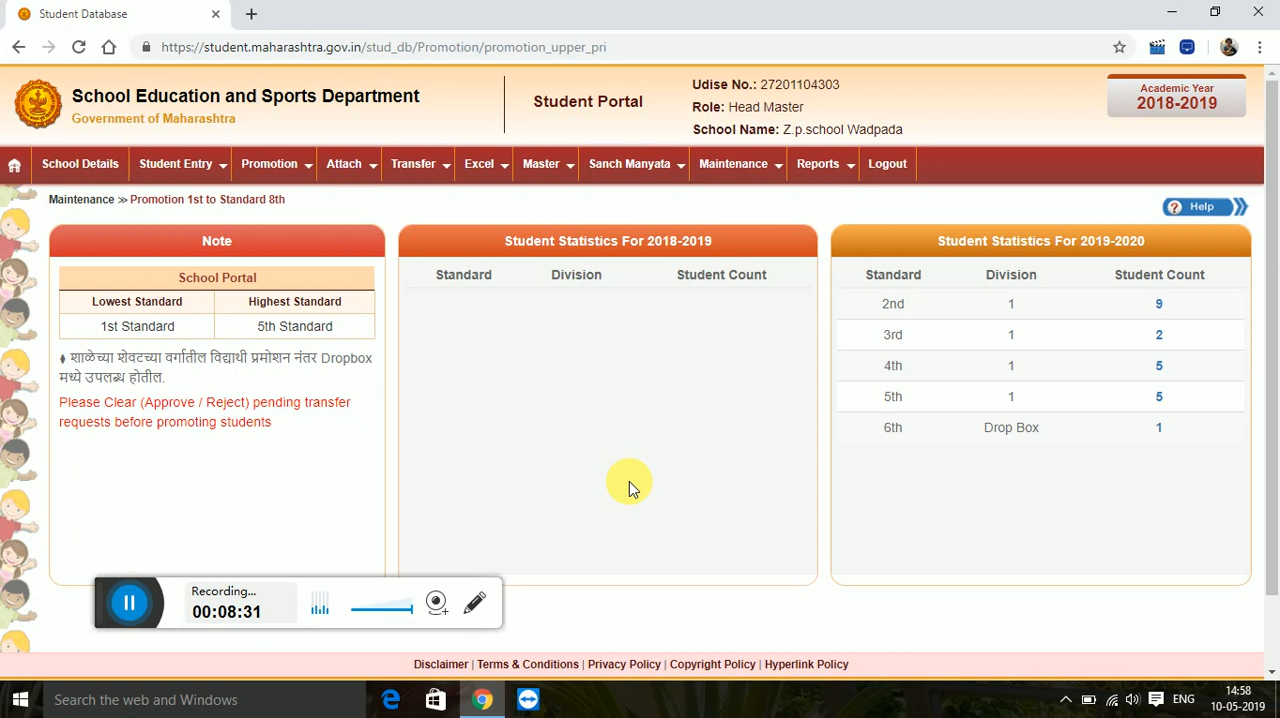 Student Database
https://student.maharashtra.gov.in/stud_db/Promotion/promotion_upper_pri
School Education and Sports Department
Government of Maharashtra
Student Portal
Udise No.: 27201104303
Role: Head Master
School Name: Z.p.school Wadpada
Academic Year
2018-2019
School Details Student Entry Promotion Attach Transfer Excel Master Sanch Manyata Maintenance Reports Logout
Maintenance >> Promotion 1st to Standard 8th
? Help
Note
School Portal
Lowest Standard Highest Standard
1st Standard 5th Standard
♦ शाळेच्या शेवटच्या वर्गातील विद्यार्थी प्रमोशन नंतर Dropbox
मध्ये उपलब्ध होतील.
Please Clear (Approve / Reject) pending transfer
requests before promoting students
Student Statistics For 2018-2019
Standard Division Student Count
Student Statistics For 2019-2020
Standard Division Student Count
2nd 1 9
3rd 1 2
4th 1 5
5th 1 5
6th Drop Box 1
Recording...
00:08:31
Disclaimer | Terms & Conditions | Privacy Policy | Copyright Policy | Hyperlink Policy
Search the web and Windows
ENG
14:58
10-05-2019